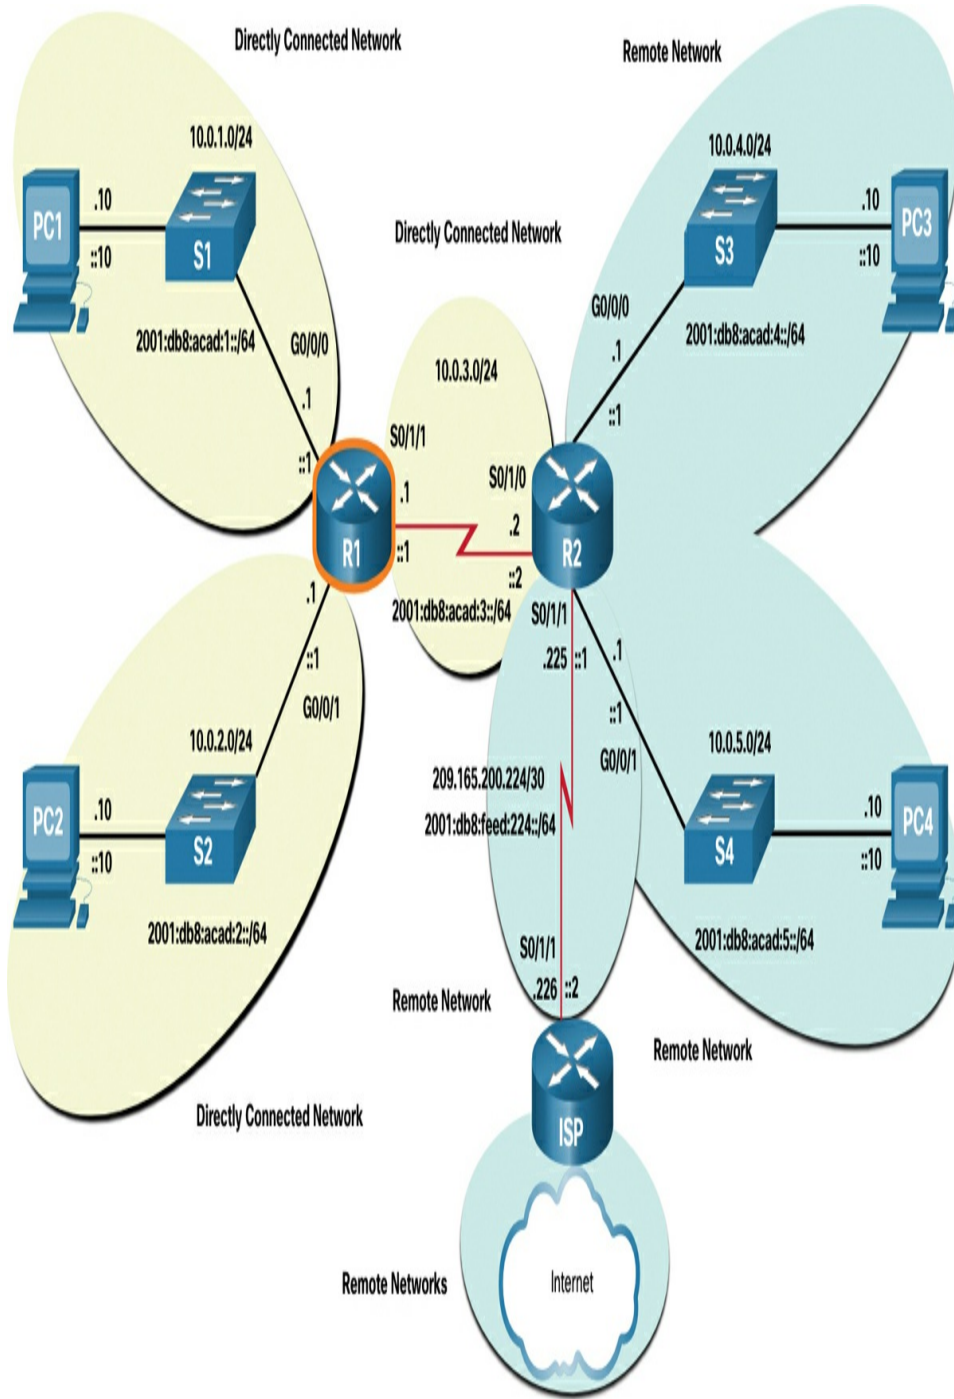 Directly Connected Network
Remote Network
10.0.1.0/24
10.0.4.0/24
PC1
.10
::10
S1
S3
.10
::10
PC3
Directly Connected Network
2001:db8:acad:1::/64
G0/0/0
.1
::1
10.0.3.0/24
G0/0/0
.1
::1
2001:db8:acad:4::/64
S0/1/1
.1
::1
S0/1/0
.2
::2
R1
R2
2001:db8:acad:3::/64
.1
::1
G0/0/1
S0/1/1
.225
::1
.1
::1
G0/0/1
10.0.2.0/24
10.0.5.0/24
209.165.200.224/30
2001:db8:feed:224::/64
PC2
.10
::10
S2
S4
.10
::10
PC4
2001:db8:acad:2::/64
2001:db8:acad:5::/64
S0/1/1
.226
::2
Remote Network
Remote Network
Directly Connected Network
ISP
Remote Networks
Internet